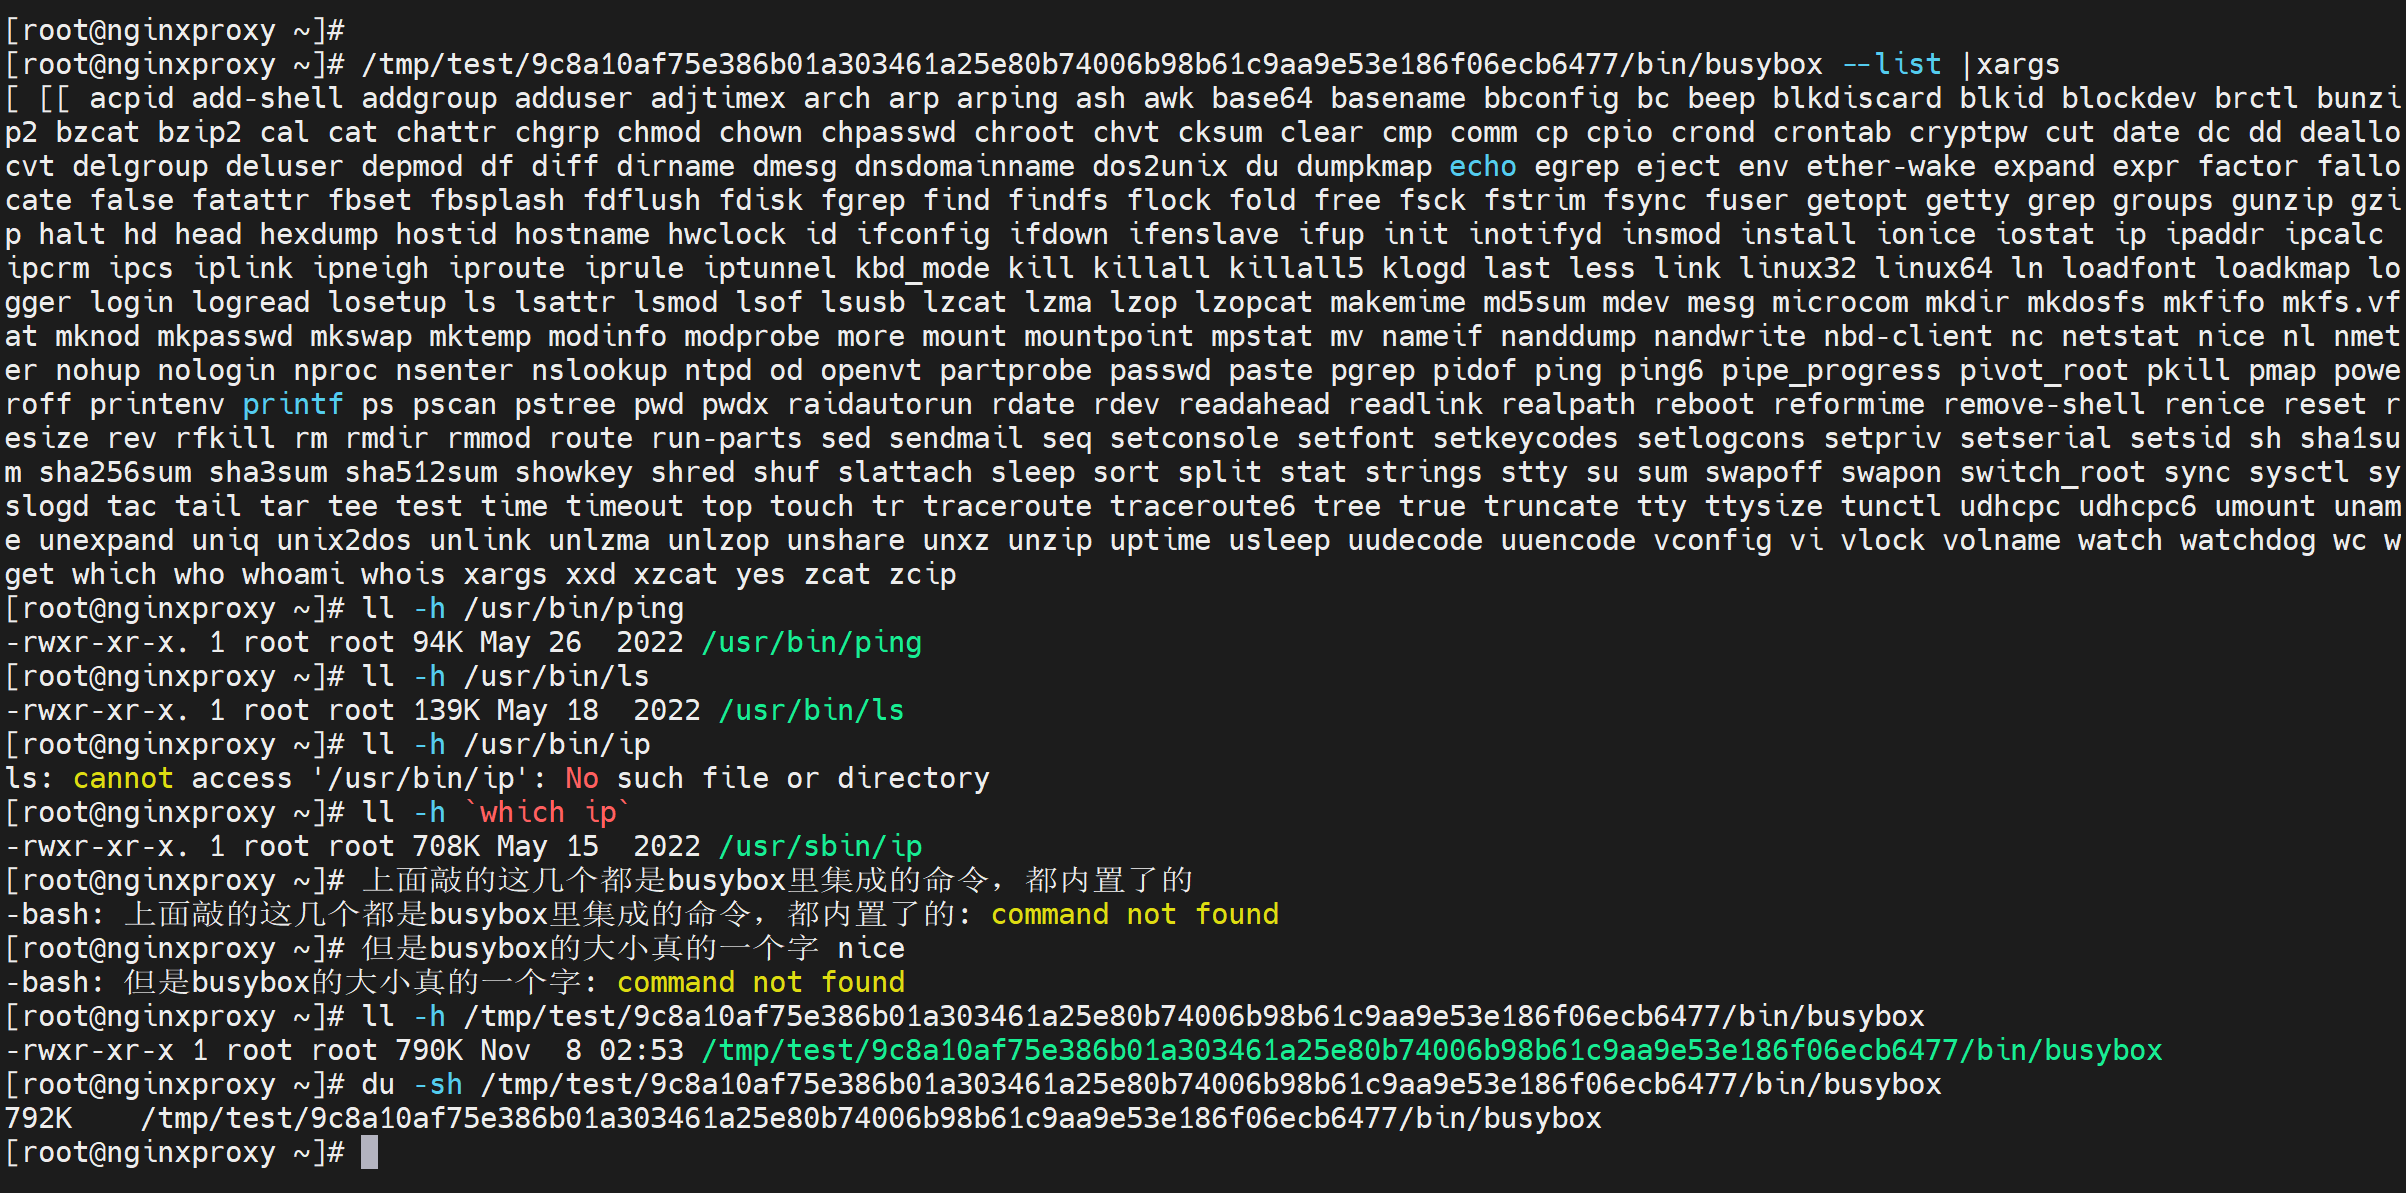 [root@nginxproxy ~]#
[root@nginxproxy ~]# /tmp/test/9c8a10af75e386b01a303461a25e80b74006b98b61c9aa9e53e186f06ecb6477/bin/busybox --list |xargs
[ [[ acpid add-shell addgroup adduser adjtimex arch arp arping ash awk base64 basename bbconfig bc beep blkdiscard blkid blockdev brctl bunzi
p2 bzcat bzip2 cal cat chattr chgrp chmod chown chpasswd chroot chvt cksum clear cmp comm cp cpio crond crontab cryptpw cut date dc dd deallo
cvt delgroup deluser depmod df diff dirname dmesg dnsdomainname dos2unix du dumpkmap echo egrep eject env ether-wake expand expr factor fallo
cate false fatattr fbset fbsplash fdflush fdisk fgrep find findfs flock fold free fsck fstrim fsync fuser getopt getty grep groups gunzip gzi
p halt hd head hexdump hostid hostname hwclock id ifconfig ifdown ifenslave ifup init inotifyd insmod install ionice iostat ip ipaddr ipcalc
ipcrm ipcs iplink ipneigh iproute iprule iptunnel kbd_mode kill killall killall5 klogd last less link linux32 linux64 ln loadfont loadkmap lo
gger login logread losetup ls lsattr lsmod lsof lsusb lzcat lzma lzop lzopcat makemime md5sum mdev mesg microcom mkdir mkdosfs mkfifo mkfs.vf
at mknod mkpasswd mkswap mktemp modinfo modprobe more mount mountpoint mpstat mv nameif nanddump nandwrite nbd-client nc netstat nice nl nmet
er nohup nologin nproc nsenter nslookup ntpd od openvt partprobe passwd paste pgrep pidof ping ping6 pipe_progress pivot_root pkill pmap powe
roff printenv printf ps pscan pstree pwd pwdx raidautorun rdate rdev readahead readlink realpath reboot reformime remove-shell renice reset r
esize rev rfkill rm rmdir rmmod route run-parts sed sendmail seq setconsole setfont setkeycodes setlogcons setpriv setserial setsid sh sha1su
m sha256sum sha3sum sha512sum showkey shred shuf slattach sleep sort split stat strings stty su sum swapoff swapon switch_root sync sysctl sy
slogd tac tail tar tee test time timeout top touch tr traceroute traceroute6 tree true truncate tty ttysize tunctl udhcpc udhcpc6 umount unam
e unexpand uniq unix2dos unlink unlzma unlzop unshare unxz unzip uptime usleep uudecode uuencode vconfig vi vlock volname watch watchdog wc w
get which who whoami whois xargs xxd xzcat yes zcat zcip
[root@nginxproxy ~]# ll -h /usr/bin/ping
-rwxr-xr-x. 1 root root 94K May 26  2022 /usr/bin/ping
[root@nginxproxy ~]# ll -h /usr/bin/ls
-rwxr-xr-x. 1 root root 139K May 18  2022 /usr/bin/ls
[root@nginxproxy ~]# ll -h /usr/bin/ip
ls: cannot access '/usr/bin/ip': No such file or directory
[root@nginxproxy ~]# ll -h `which ip`
-rwxr-xr-x. 1 root root 708K May 15  2022 /usr/sbin/ip
[root@nginxproxy ~]# 上面敲的这几个都是busybox里集成的命令，都内置了的
-bash: 上面敲的这几个都是busybox里集成的命令，都内置了的: command not found
[root@nginxproxy ~]# 但是busybox的大小真的一个字 nice
-bash: 但是busybox的大小真的一个字: command not found
[root@nginxproxy ~]# ll -h /tmp/test/9c8a10af75e386b01a303461a25e80b74006b98b61c9aa9e53e186f06ecb6477/bin/busybox
-rwxr-xr-x 1 root root 790K Nov  8 02:53 /tmp/test/9c8a10af75e386b01a303461a25e80b74006b98b61c9aa9e53e186f06ecb6477/bin/busybox
[root@nginxproxy ~]# du -sh /tmp/test/9c8a10af75e386b01a303461a25e80b74006b98b61c9aa9e53e186f06ecb6477/bin/busybox
792K    /tmp/test/9c8a10af75e386b01a303461a25e80b74006b98b61c9aa9e53e186f06ecb6477/bin/busybox
[root@nginxproxy ~]#